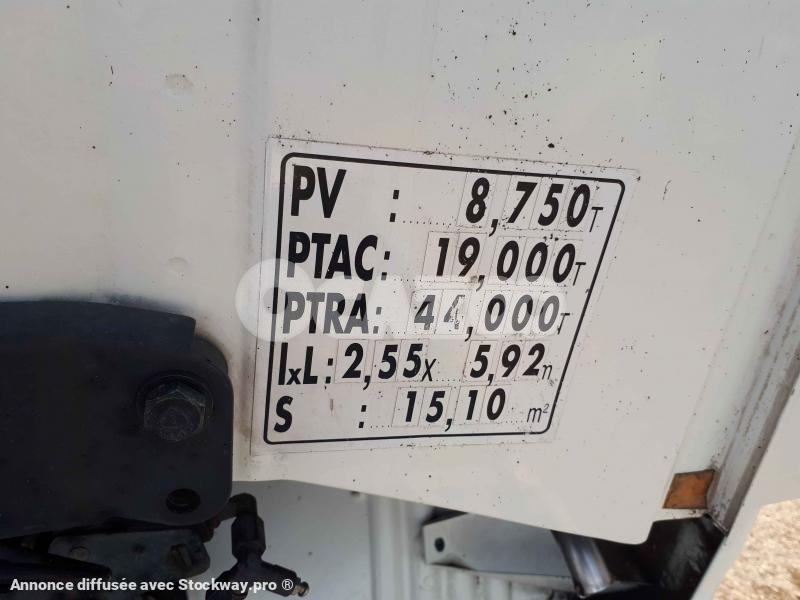 PV : 8,750T
PTAC: 19,000T
PTRA: 44,000T
lxL: 2,55x 5,92m
S : 15,10 m²
Annonce diffusée avec Stockway.pro ®